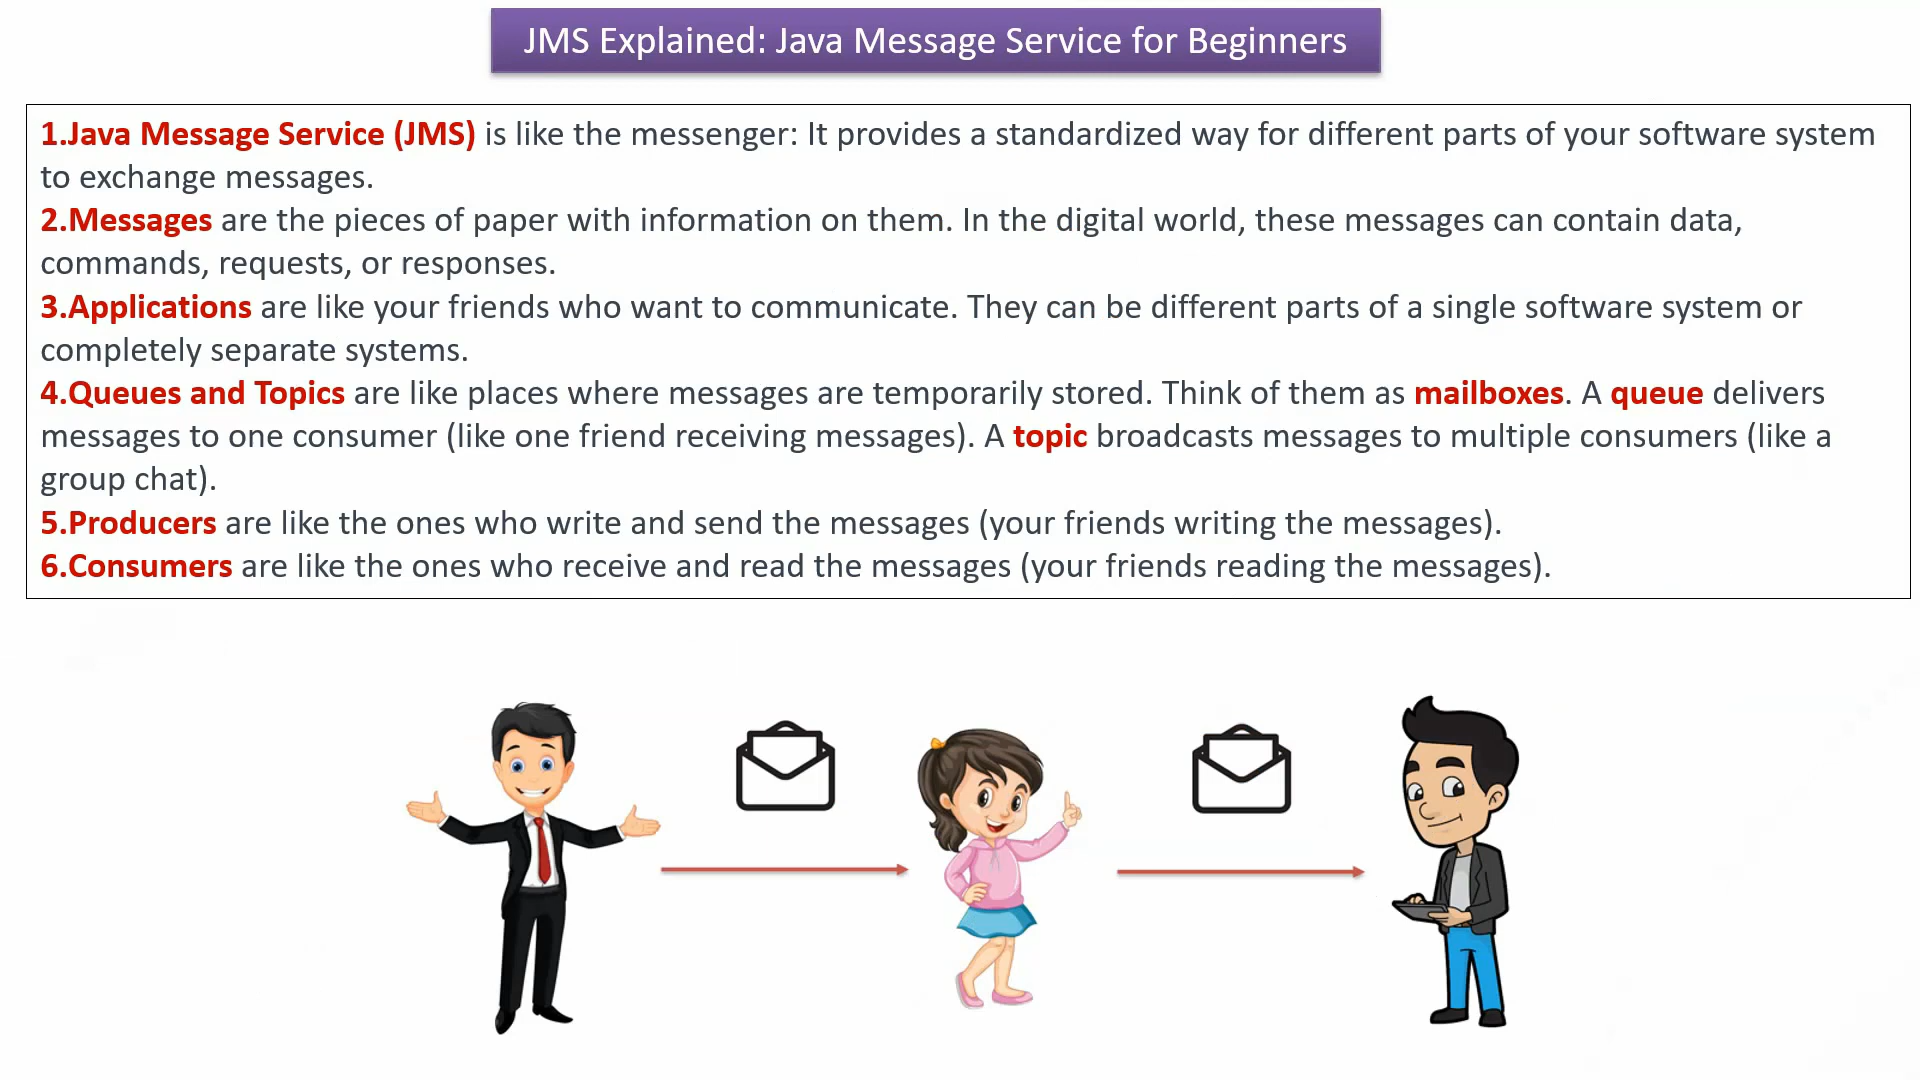 JMS Explained: Java Message Service for Beginners
1.Java Message Service (JMS) is like the messenger: It provides a standardized way for different parts of your software system
to exchange messages.
2.Messages are the pieces of paper with information on them. In the digital world, these messages can contain data,
commands, requests, or responses.
3.Applications are like your friends who want to communicate. They can be different parts of a single software system or
completely separate systems.
4.Queues and Topics are like places where messages are temporarily stored. Think of them as mailboxes. A queue delivers
messages to one consumer (like one friend receiving messages). A topic broadcasts messages to multiple consumers (like a
group chat).
5.Producers are like the ones who write and send the messages (your friends writing the messages).
6.Consumers are like the ones who receive and read the messages (your friends reading the messages).